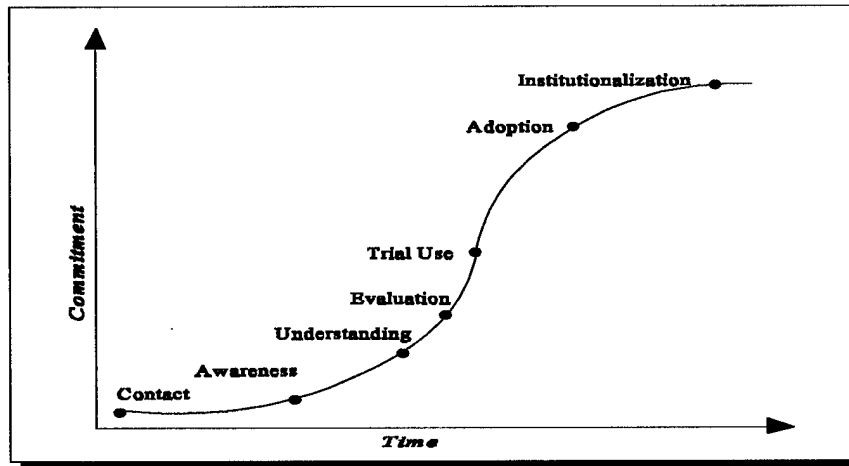 Institutionalization
Adoption
Trial Use
Evaluation
Understanding
Awareness
Contact
Commitment
Time